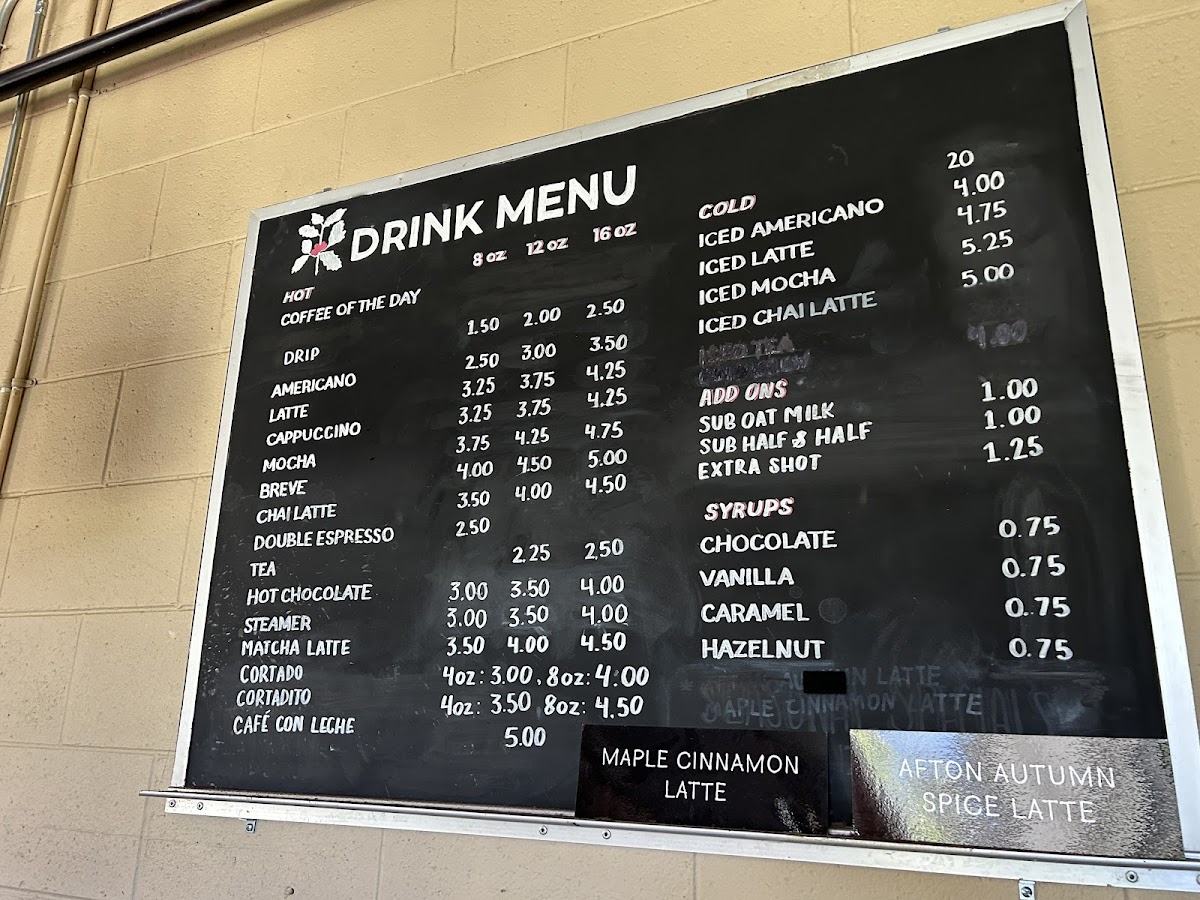 DRINK MENU
8 oz 12 oz 16 oz
HOT
COFFEE OF THE DAY
DRIP 1.50 2.00 2.50
AMERICANO 2.50 3.00 3.50
LATTE 3.25 3.75 4.25
CAPPUCCINO 3.25 3.75 4.25
MOCHA 3.75 4.25 4.75
BREVE 4.00 4.50 5.00
CHAI LATTE 3.50 4.00 4.50
DOUBLE ESPRESSO 2.50
TEA 2.25 2.50
HOT CHOCOLATE 3.00 3.50 4.00
STEAMER 3.00 3.50 4.00
MATCHA LATTE 3.50 4.00 4.50
CORTADO 4oz: 3.00, 8oz: 4:00
CORTADITO 4oz: 3.50 8oz: 4.50
CAFÉ CON LECHE 5.00
COLD 20
ICED AMERICANO 4.00
ICED LATTE 4.75
ICED MOCHA 5.25
ICED CHAI LATTE 5.00
ICED TEA
ADD ONS
SUB OAT MILK 1.00
SUB HALF & HALF 1.00
EXTRA SHOT 1.25
SYRUPS
CHOCOLATE 0.75
VANILLA 0.75
CARAMEL 0.75
HAZELNUT 0.75
LATTE
MAPLE CINNAMON LATTE
MAPLE CINNAMON
LATTE
AFTON AUTUMN
SPICE LATTE